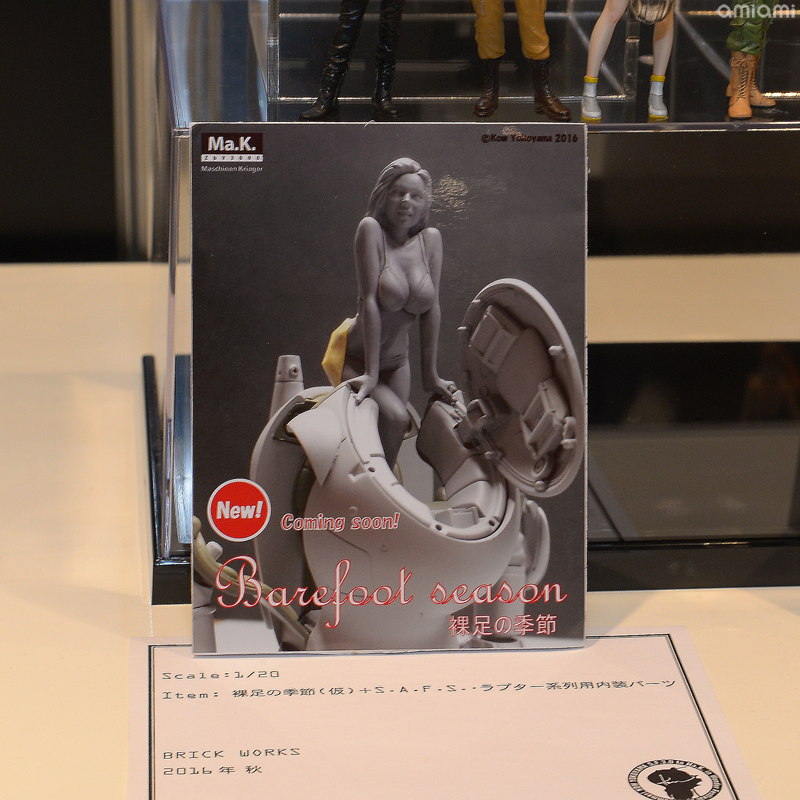 amiami
Ma.K.
ZbV3000
Maschinen Krieger
©Kow Yokoyama 2016
New!
Coming soon!
Barefoot season
裸足の季節
Scale:1/20
Item: 裸足の季節(仮)+S.A.F.S.・ラプター系列用内装パーツ
BRICK WORKS
2016年 秋